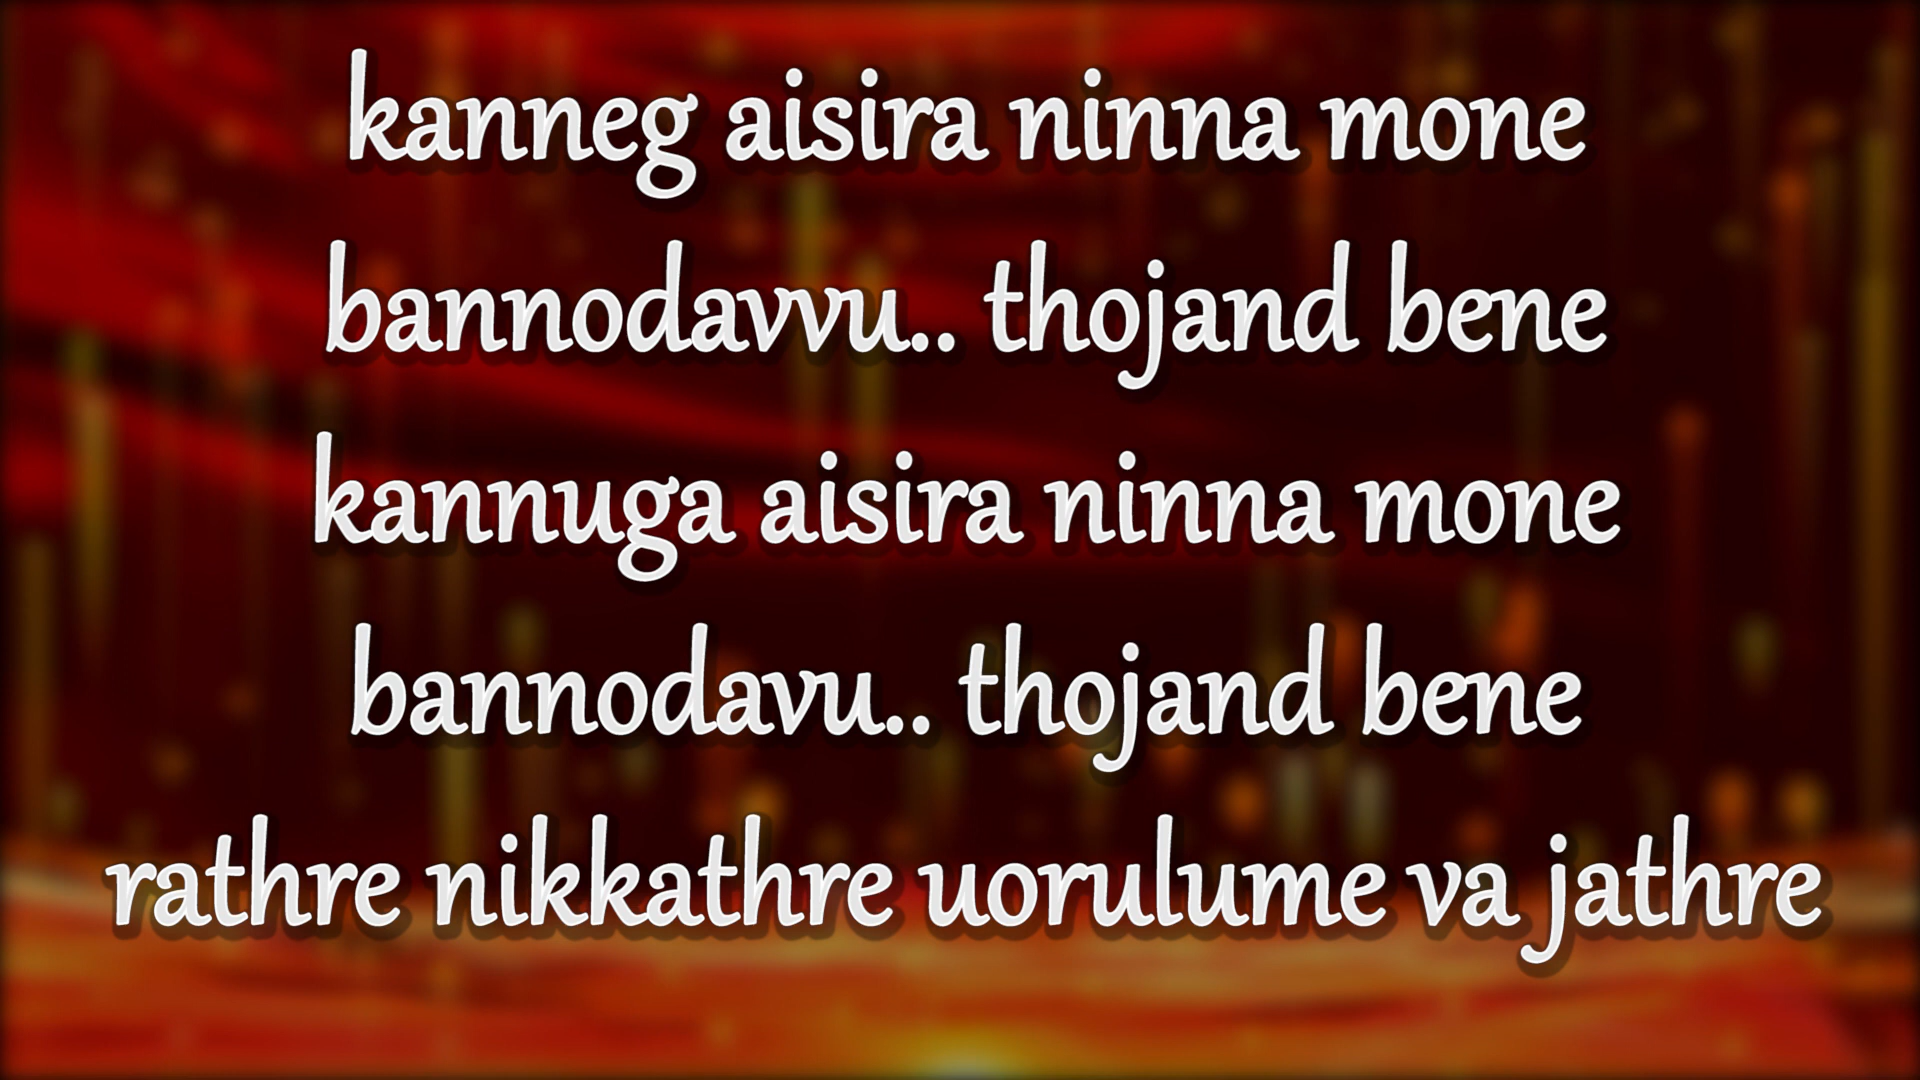 kanneg aisira ninna mone
bannodavvu.. thojand bene
kannuga aisira ninna mone
bannodavu.. thojand bene
rathre nikkathre uorulume va jathre